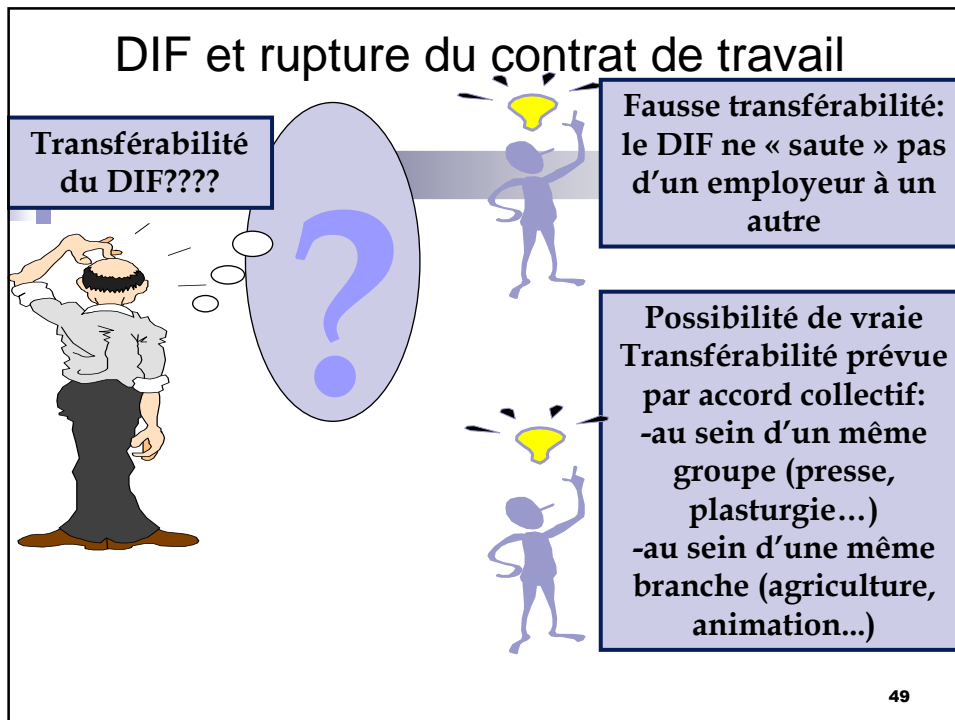 DIF et rupture du contrat de travail
Transférabilité
du DIF????
?
Fausse transférabilité:
le DIF ne « saute » pas
d’un employeur à un
autre
Possibilité de vraie
Transférabilité prévue
par accord collectif:
-au sein d’un même
groupe (presse,
plasturgie…)
-au sein d’une même
branche (agriculture,
animation...)
49